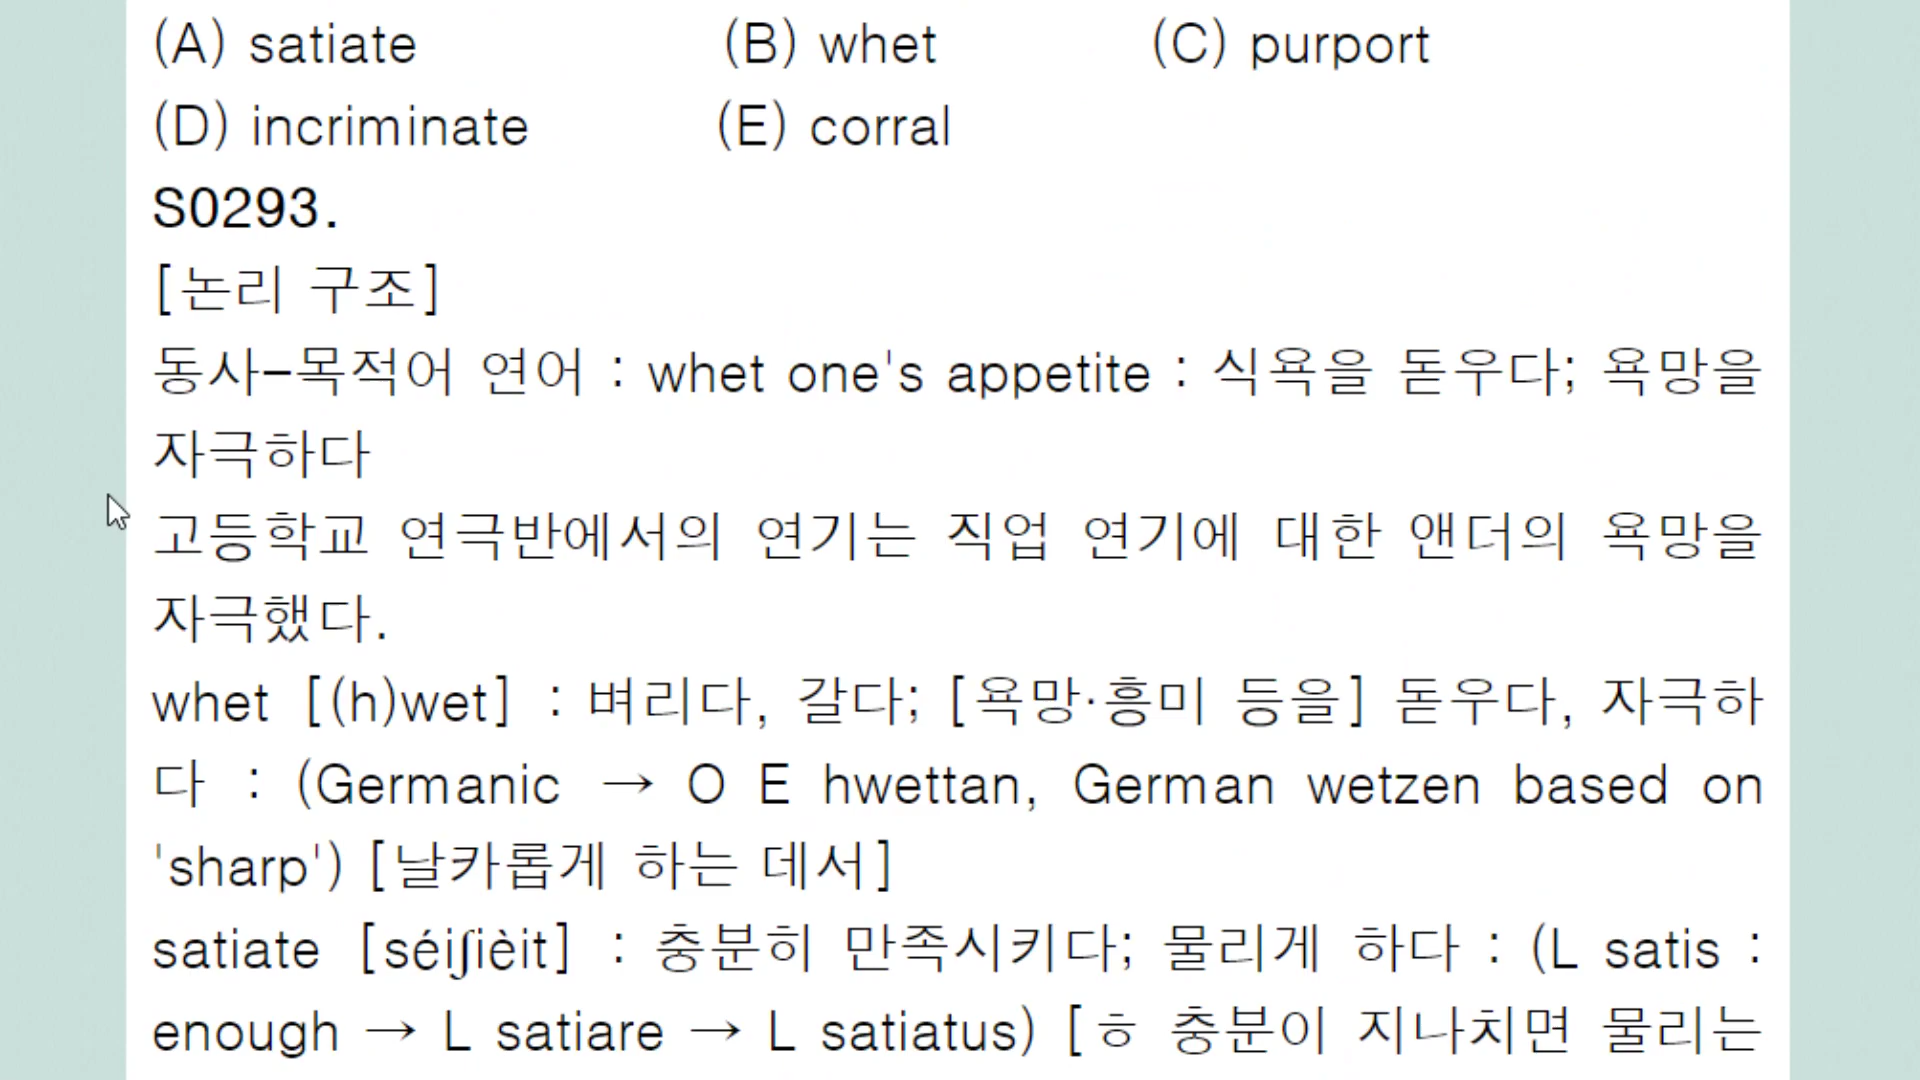 (A) satiate (B) whet (C) purport
(D) incriminate (E) corral
S0293.
[논리 구조]
동사-목적어 연어 : whet one's appetite : 식욕을 돋우다; 욕망을
자극하다
고등학교 연극반에서의 연기는 직업 연기에 대한 앤더의 욕망을
자극했다.
whet [(h)wet] : 벼리다, 갈다; [욕망·흥미 등을] 돋우다, 자극하
다 : (Germanic → O E hwettan, German wetzen based on
'sharp') [날카롭게 하는 데서]
satiate [séiʃièit] : 충분히 만족시키다; 물리게 하다 : (L satis :
enough → L satiare → L satiatus) [ㅎ 충분이 지나치면 물리는